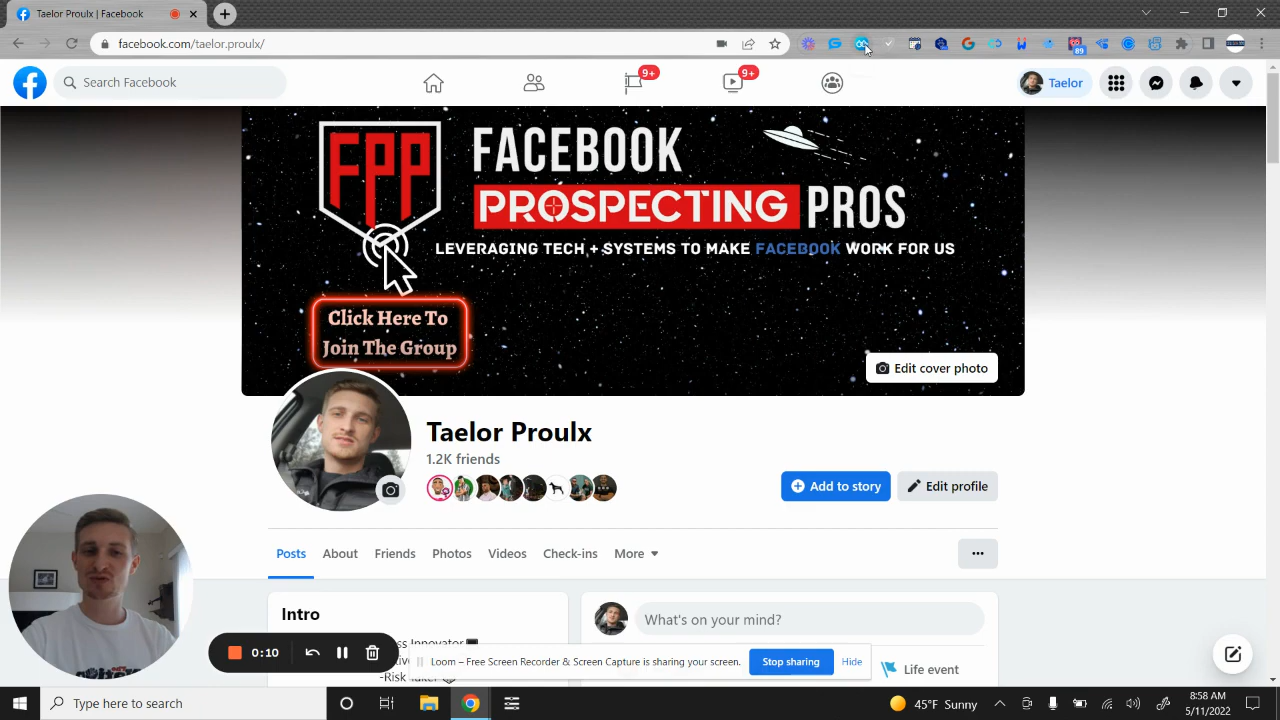 Taelor Proulx | Facebook
facebook.com/taelor.proulx/
89
Search Facebook
9+
9+
Taelor
FPP
FACEBOOK
PROSPECTING PROS
LEVERAGING TECH + SYSTEMS TO MAKE FACEBOOK WORK FOR US
Click Here To
Join The Group
Edit cover photo
Taelor Proulx
1.2K friends
Add to story
Edit profile
Posts
About
Friends
Photos
Videos
Check-ins
More
Intro
What's on your mind?
0:10
Loom – Free Screen Recorder & Screen Capture is sharing your screen.
Stop sharing
Hide
Life event
Type here to search
45°F Sunny
8:58 AM
5/11/2022